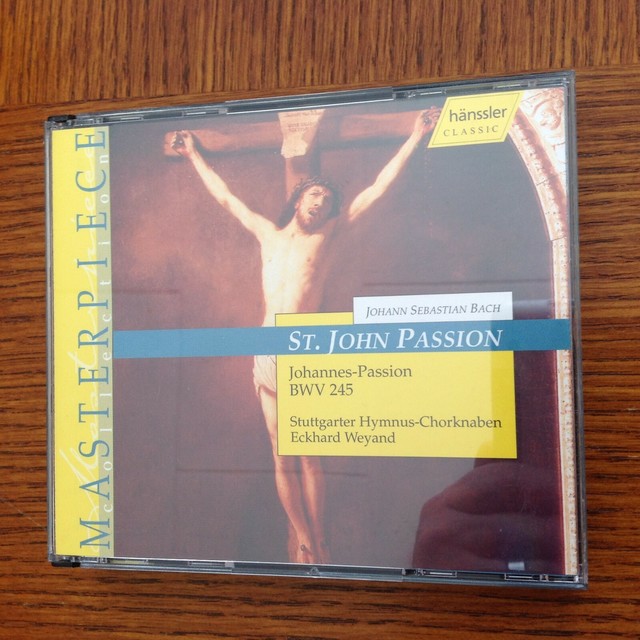 MASTERPIECE
collection
hänssler
CLASSIC
JOHANN SEBASTIAN BACH
ST. JOHN PASSION
Johannes-Passion
BWV 245
Stuttgarter Hymnus-Chorknaben
Eckhard Weyand